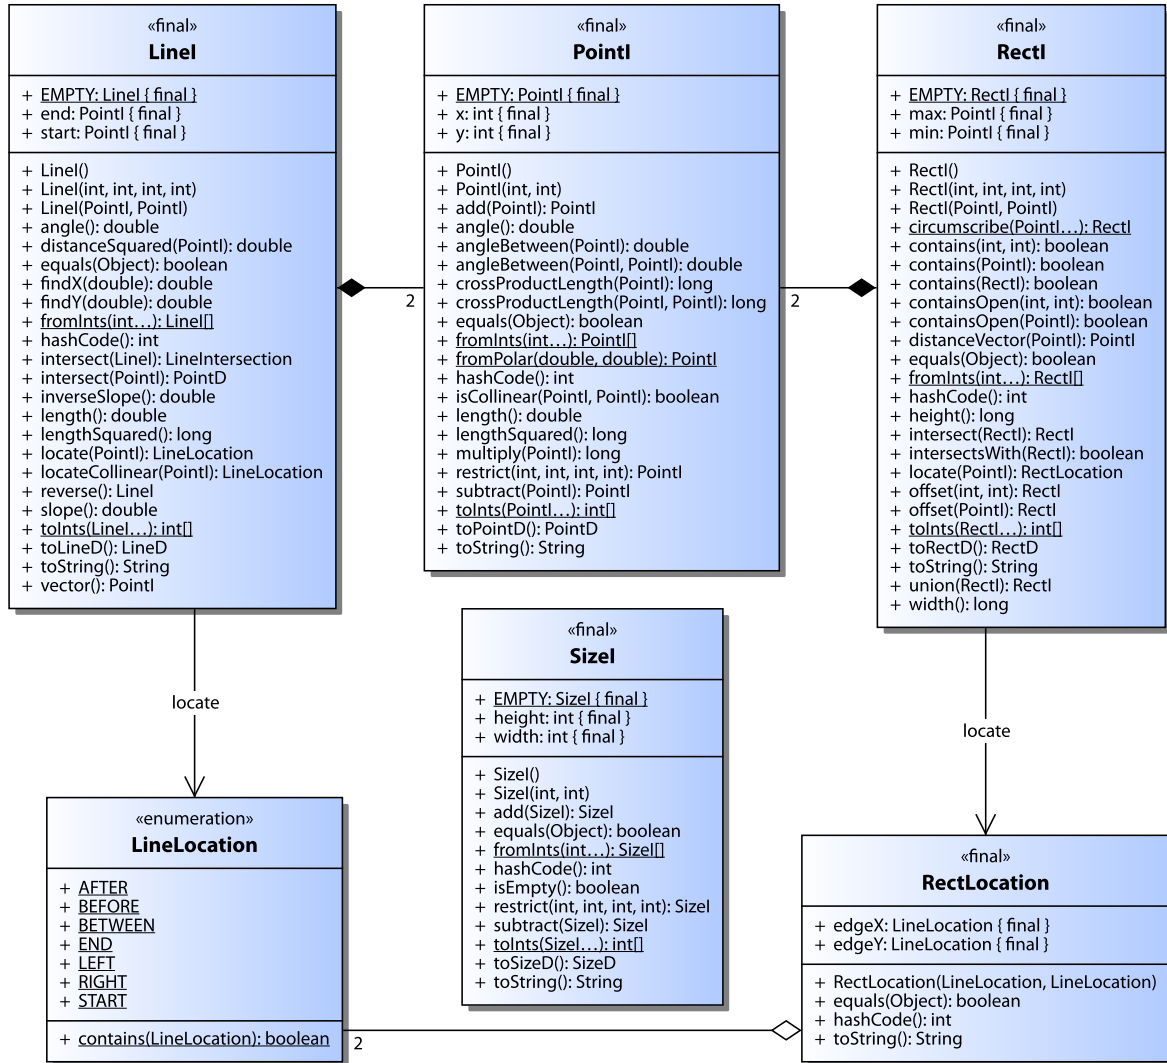 «final»
LineI
+ EMPTY: LineI { final }
+ end: PointI { final }
+ start: PointI { final }
+ LineI()
+ LineI(int, int, int, int)
+ LineI(PointI, PointI)
+ angle(): double
+ distanceSquared(PointI): double
+ equals(Object): boolean
+ findX(double): double
+ findY(double): double
+ fromInts(int…): LineI[]
+ hashCode(): int
+ intersect(LineI): LineIntersection
+ intersect(PointI): PointD
+ inverseSlope(): double
+ length(): double
+ lengthSquared(): long
+ locate(PointI): LineLocation
+ locateCollinear(PointI): LineLocation
+ reverse(): LineI
+ slope(): double
+ toInts(LineI…): int[]
+ toLineD(): LineD
+ toString(): String
+ vector(): PointI
2
«final»
PointI
+ EMPTY: PointI { final }
+ x: int { final }
+ y: int { final }
+ PointI()
+ PointI(int, int)
+ add(PointI): PointI
+ angle(): double
+ angleBetween(PointI): double
+ angleBetween(PointI, PointI): double
+ crossProductLength(PointI): long
+ crossProductLength(PointI, PointI): long
+ equals(Object): boolean
+ fromInts(int…): PointI[]
+ fromPolar(double, double): PointI
+ hashCode(): int
+ isCollinear(PointI, PointI): boolean
+ length(): double
+ lengthSquared(): long
+ multiply(PointI): long
+ restrict(int, int, int, int): PointI
+ subtract(PointI): PointI
+ toInts(PointI…): int[]
+ toPointD(): PointD
+ toString(): String
2
«final»
RectI
+ EMPTY: RectI { final }
+ max: PointI { final }
+ min: PointI { final }
+ RectI()
+ RectI(int, int, int, int)
+ RectI(PointI, PointI)
+ circumscribe(PointI…): RectI
+ contains(int, int): boolean
+ contains(PointI): boolean
+ contains(RectI): boolean
+ containsOpen(int, int): boolean
+ containsOpen(PointI): boolean
+ distanceVector(PointI): PointI
+ equals(Object): boolean
+ fromInts(int…): RectI[]
+ hashCode(): int
+ height(): long
+ intersect(RectI): RectI
+ intersectsWith(RectI): boolean
+ locate(PointI): RectLocation
+ offset(int, int): RectI
+ offset(PointI): RectI
+ toInts(RectI…): int[]
+ toRectD(): RectD
+ toString(): String
+ union(RectI): RectI
+ width(): long
locate
«final»
SizeI
+ EMPTY: SizeI { final }
+ height: int { final }
+ width: int { final }
+ SizeI()
+ SizeI(int, int)
+ add(SizeI): SizeI
+ equals(Object): boolean
+ fromInts(int…): SizeI[]
+ hashCode(): int
+ isEmpty(): boolean
+ restrict(int, int, int, int): SizeI
+ subtract(SizeI): SizeI
+ toInts(SizeI…): int[]
+ toSizeD(): SizeD
+ toString(): String
locate
«enumeration»
LineLocation
+ AFTER
+ BEFORE
+ BETWEEN
+ END
+ LEFT
+ RIGHT
+ START
+ contains(LineLocation): boolean
2
«final»
RectLocation
+ edgeX: LineLocation { final }
+ edgeY: LineLocation { final }
+ RectLocation(LineLocation, LineLocation)
+ equals(Object): boolean
+ hashCode(): int
+ toString(): String